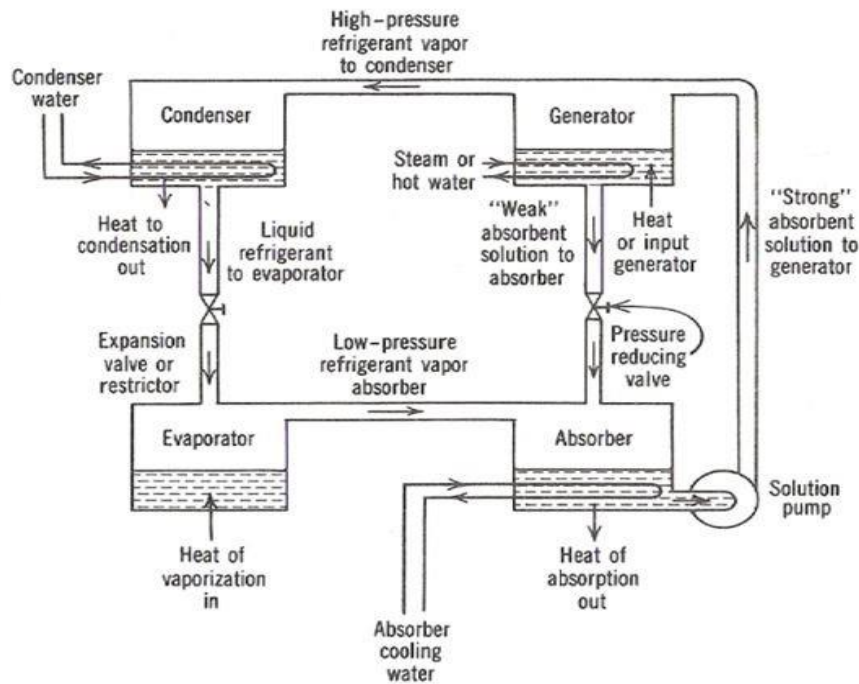 High-pressure
refrigerant vapor
to condenser
Condenser
water
Condenser
Generator
Steam or
hot water
Heat to
condensation
out
Liquid
refrigerant
to evaporator
"Weak"
absorbent
solution to
absorber
Heat
or input
generator
"Strong"
absorbent
solution to
generator
Expansion
valve or
restrictor
Low-pressure
refrigerant vapor
absorber
Pressure
reducing
valve
Evaporator
Absorber
Solution
pump
Heat of
vaporization
in
Heat of
absorption
out
Absorber
cooling
water